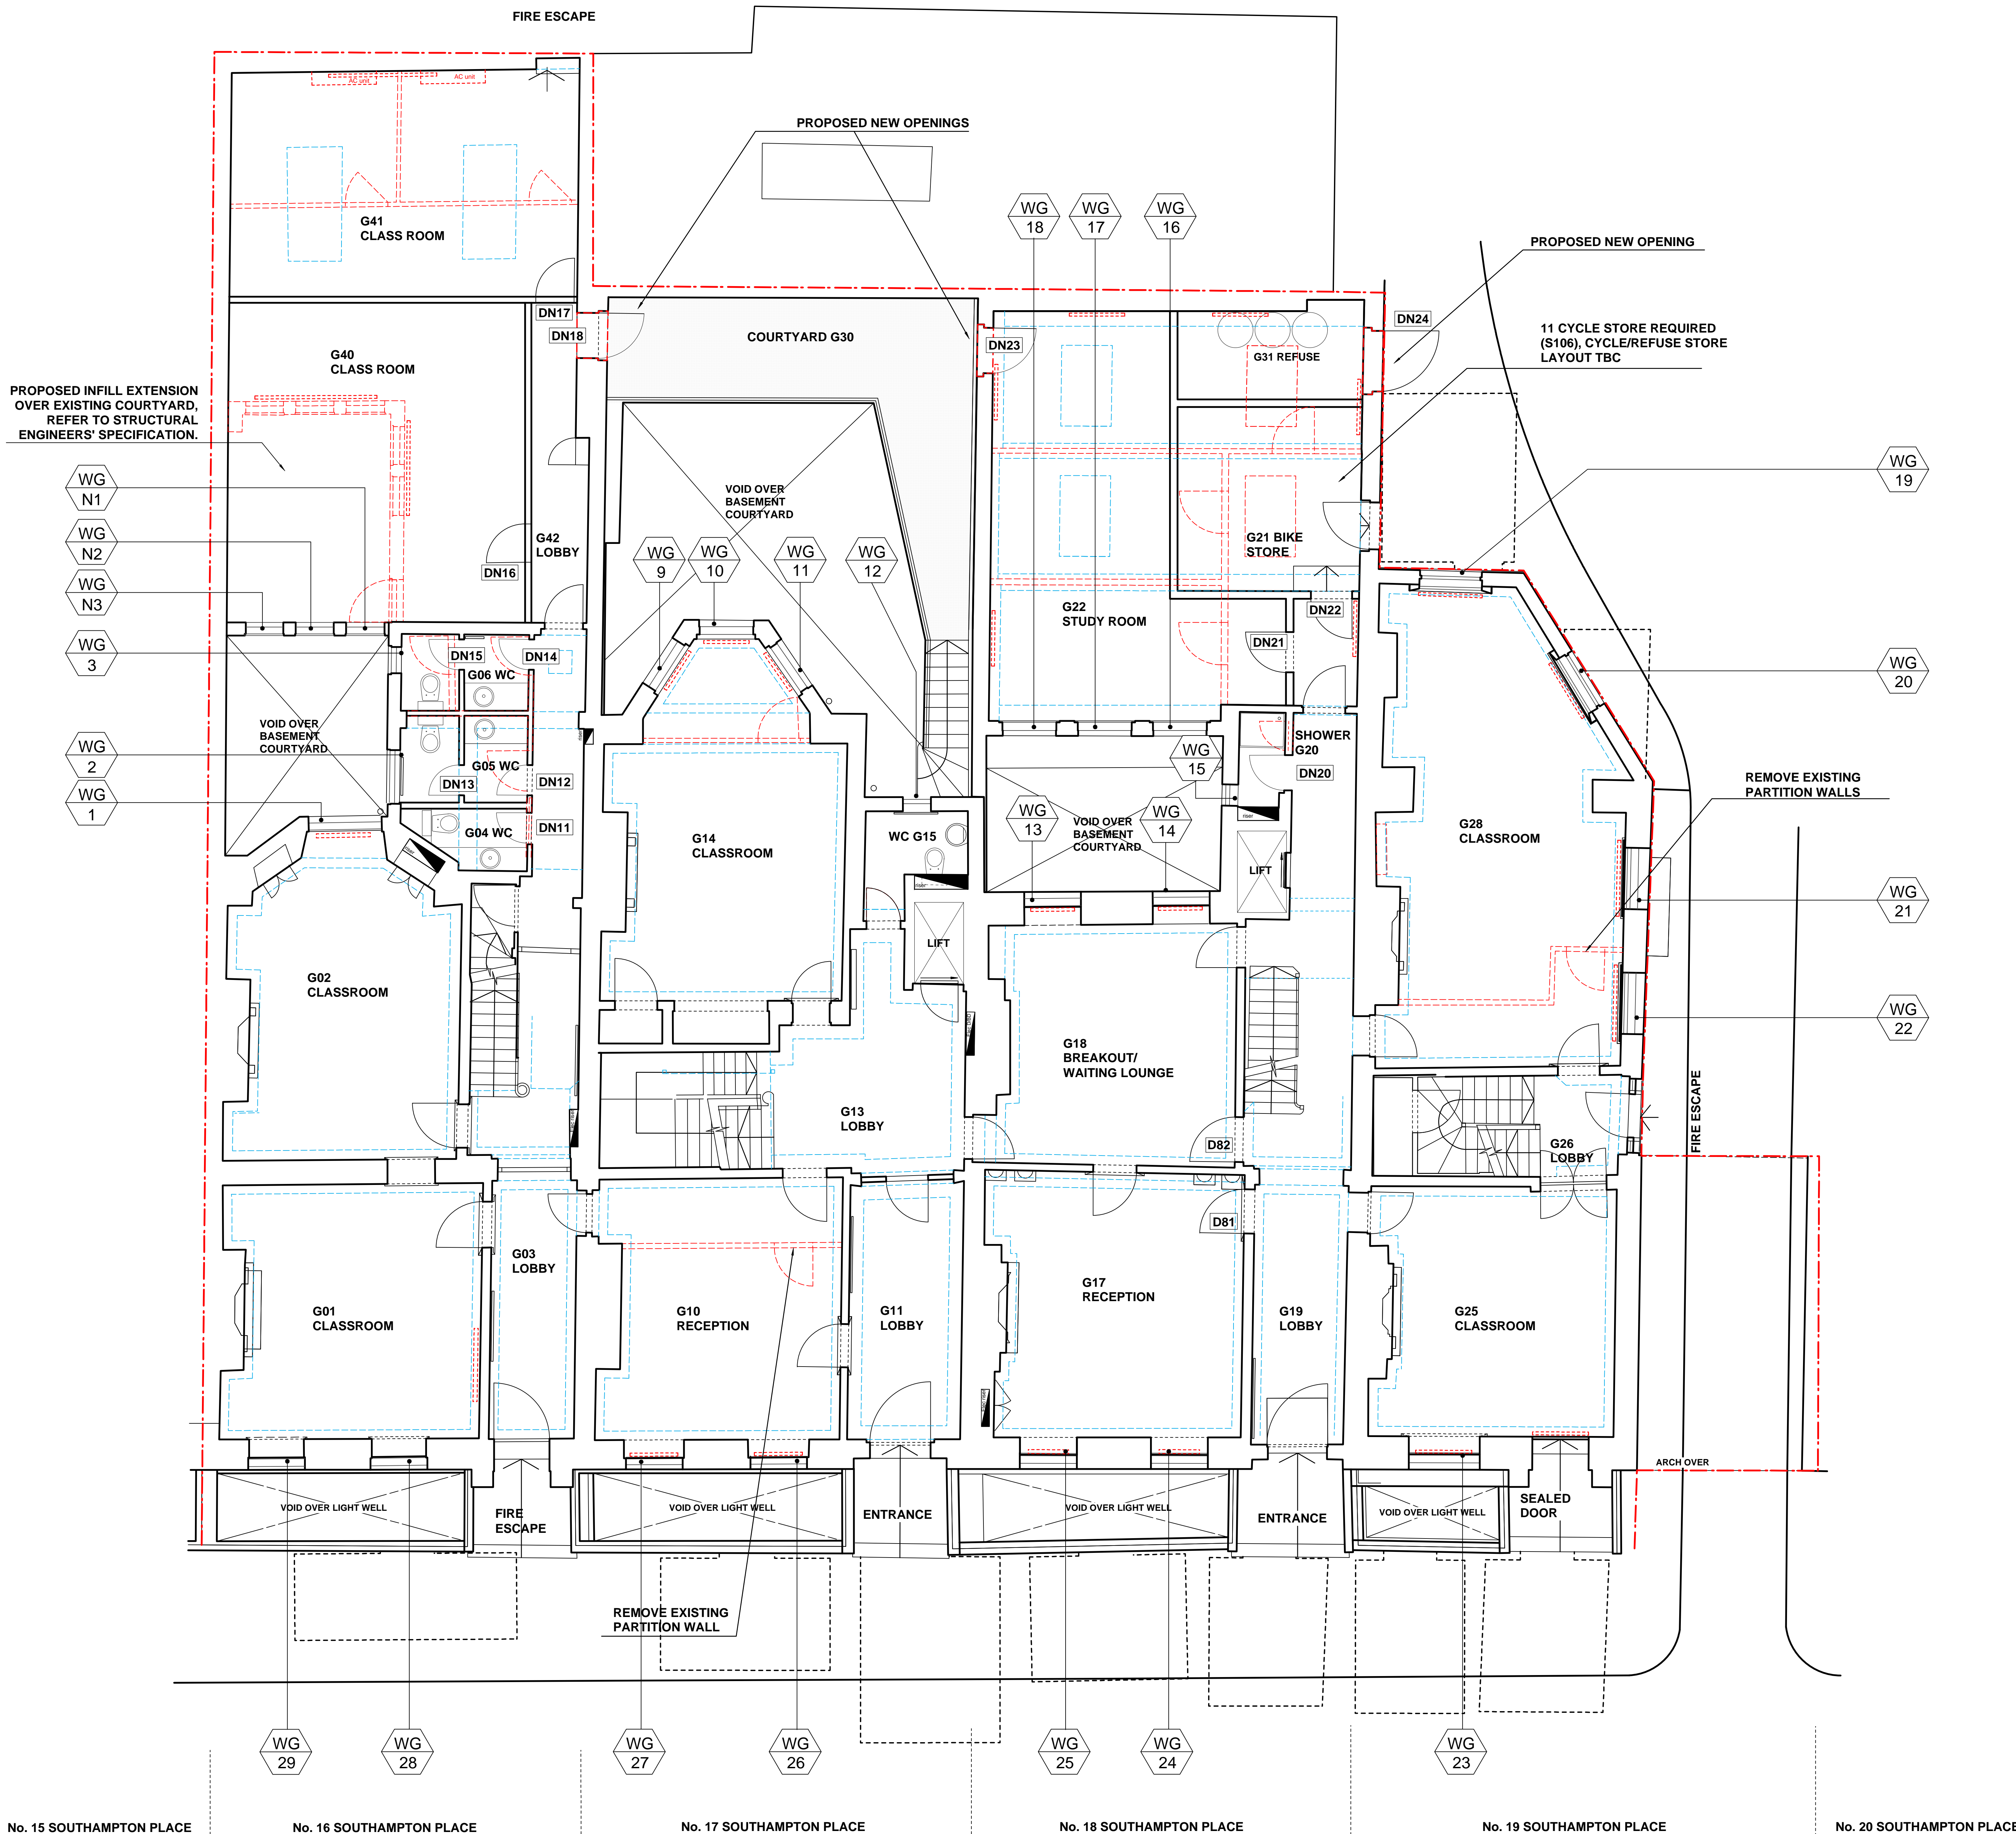 FIRE ESCAPE
AC unit
AC unit
PROPOSED NEW OPENINGS
G41
CLASS ROOM
WG
18
WG
17
WG
16
PROPOSED NEW OPENING
DN17
DN18
COURTYARD G30
DN23
DN24
G31 REFUSE
11 CYCLE STORE REQUIRED
(S106), CYCLE/REFUSE STORE
LAYOUT TBC
G40
CLASS ROOM
PROPOSED INFILL EXTENSION
OVER EXISTING COURTYARD,
REFER TO STRUCTURAL
ENGINEERS' SPECIFICATION.
WG
N1
WG
N2
WG
N3
WG
3
WG
2
WG
1
VOID OVER
BASEMENT
COURTYARD
G42
LOBBY
DN16
WG
9
WG
10
WG
11
WG
12
G21 BIKE
STORE
G22
STUDY ROOM
DN22
DN21
WG
19
WG
20
DN15
DN14
G06 WC
VOID OVER
BASEMENT
COURTYARD
G05 WC
DN13
DN12
DN11
G04 WC
riser
riser
SHOWER
G20
DN20
WG
15
riser
REMOVE EXISTING
PARTITION WALLS
WG
13
WG
14
VOID OVER
BASEMENT
COURTYARD
G14
CLASSROOM
WC G15
riser
LIFT
LIFT
G28
CLASSROOM
WG
21
WG
22
G02
CLASSROOM
G18
BREAKOUT/
WAITING LOUNGE
G13
LOBBY
D82
G26
LOBBY
FIRE ESCAPE
D81
G03
LOBBY
G01
CLASSROOM
G10
RECEPTION
G11
LOBBY
G17
RECEPTION
G19
LOBBY
G25
CLASSROOM
ARCH OVER
VOID OVER LIGHT WELL
FIRE
ESCAPE
VOID OVER LIGHT WELL
ENTRANCE
VOID OVER LIGHT WELL
ENTRANCE
VOID OVER LIGHT WELL
SEALED
DOOR
REMOVE EXISTING
PARTITION WALL
WG
29
WG
28
WG
27
WG
26
WG
25
WG
24
WG
23
No. 15 SOUTHAMPTON PLACE
No. 16 SOUTHAMPTON PLACE
No. 17 SOUTHAMPTON PLACE
No. 18 SOUTHAMPTON PLACE
No. 19 SOUTHAMPTON PLACE
No. 20 SOUTHAMPTON PLACE